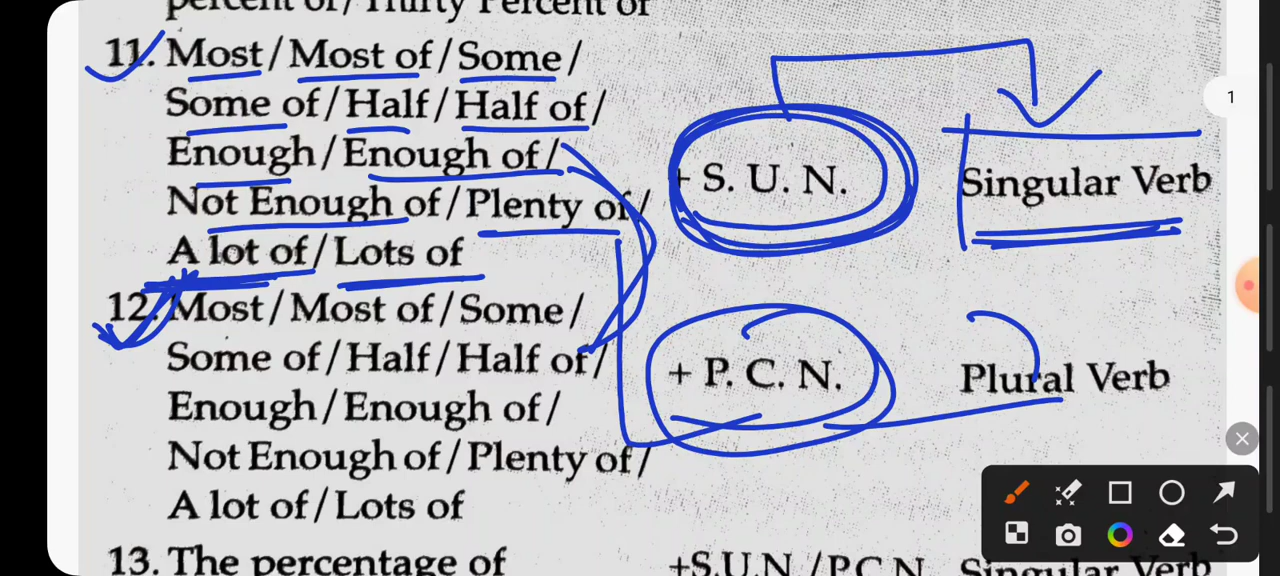 percent of/Thirty Percent of
11. Most/Most of/Some/
Some of/Half/Half of/
Enough/Enough of/
+ S. U. N. Singular Verb
Not Enough of/Plenty of/
A lot of/Lots of
12. Most/Most of/Some/
Some of/Half/Half of/
+ P. C. N. Plural Verb
Enough/Enough of/
Not Enough of/Plenty of/
A lot of/Lots of
13. The percentage of +S.U.N./P.C.N. Singular Verb
1